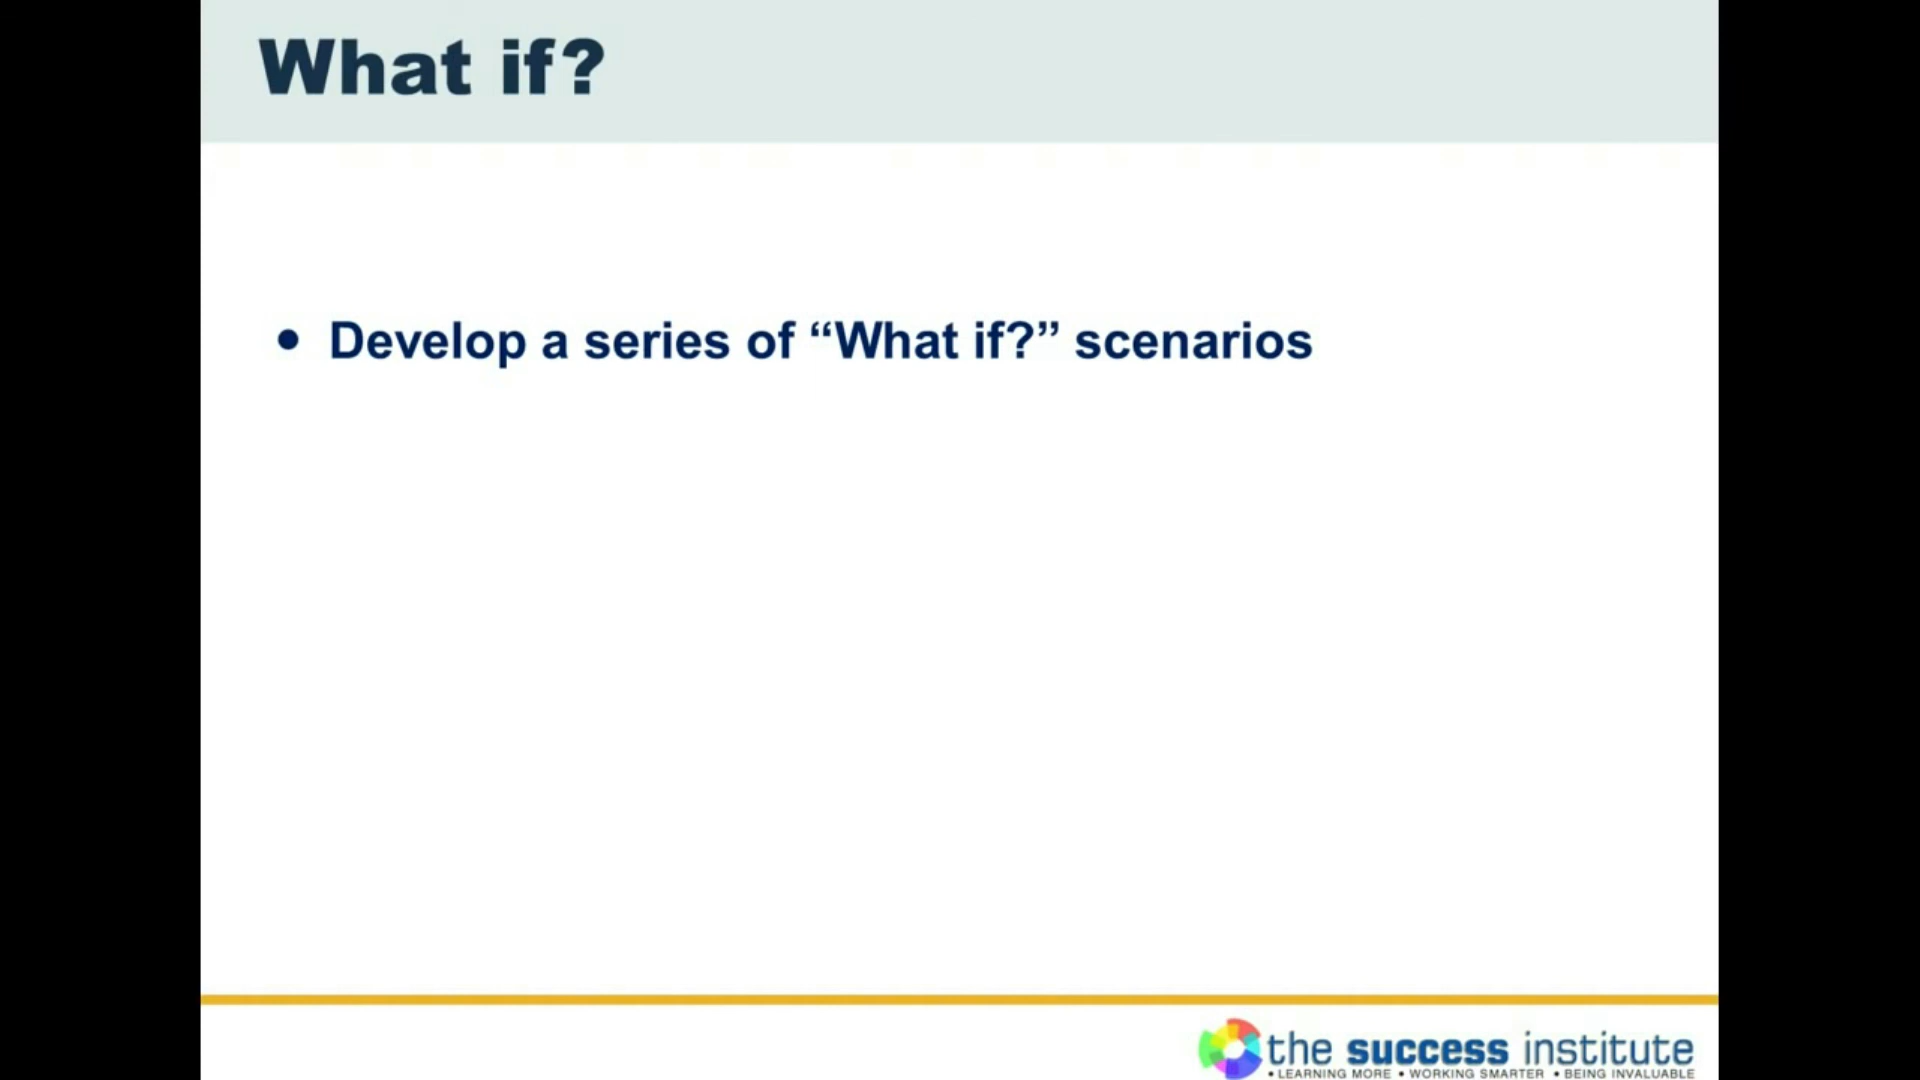 What if?
• Develop a series of “What if?” scenarios
the success institute
• LEARNING MORE • WORKING SMARTER • BEING INVALUABLE